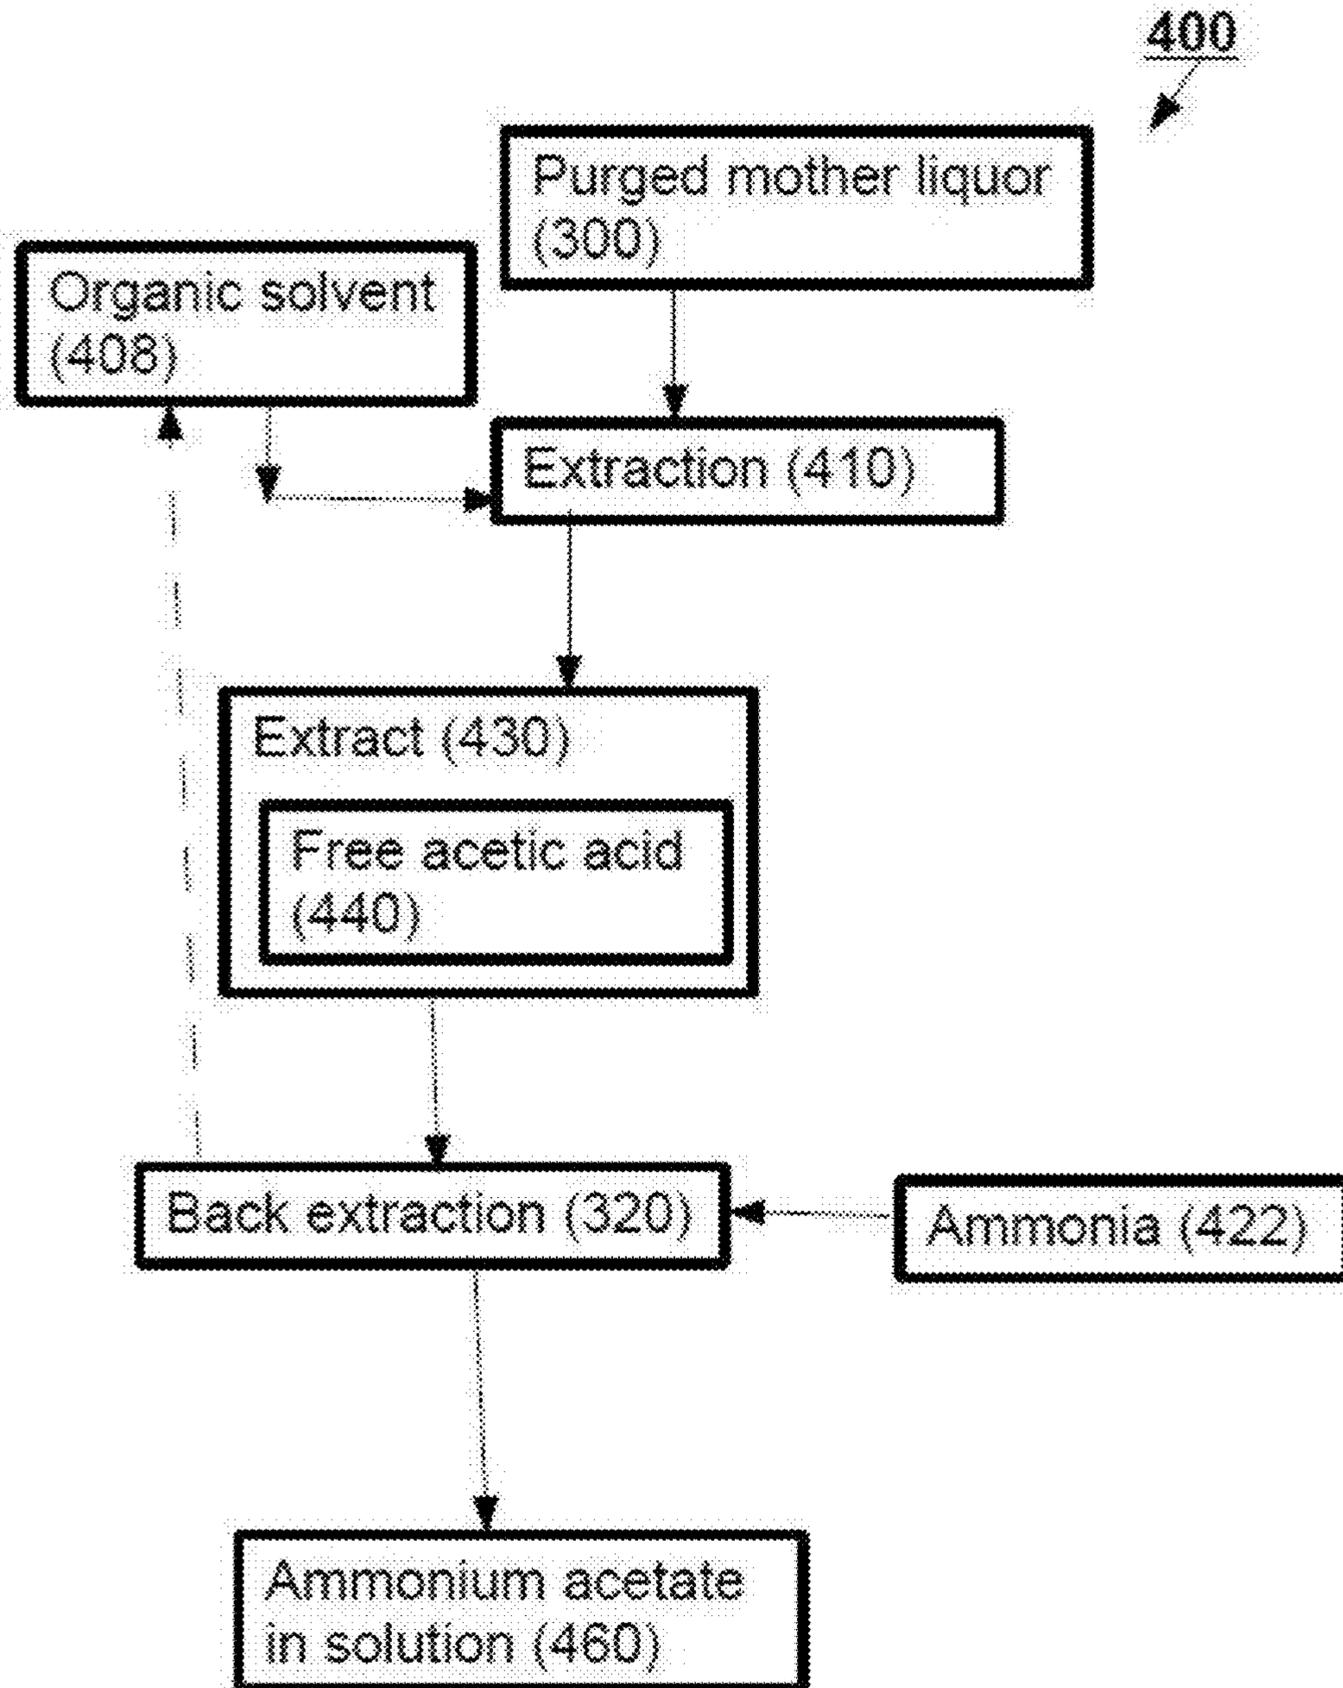 400
Purged mother liquor
(300)
Organic solvent
(408)
Extraction (410)
Extract (430)
Free acetic acid
(440)
Back extraction (320)
Ammonia (422)
Ammonium acetate
in solution (460)